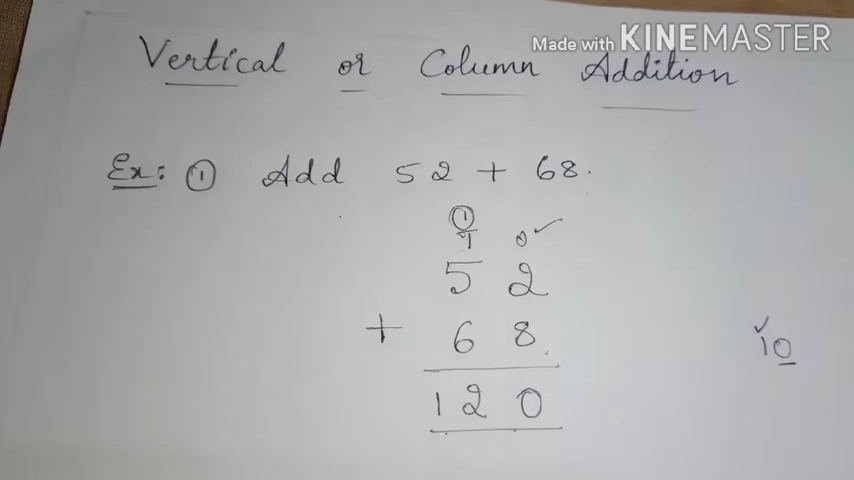 Made with KINEMASTER
Vertical or Column Addition
Ex: ① Add 52 + 68.
①
T O ✓
5 2
+ 6 8.
1 2 0
✓
10